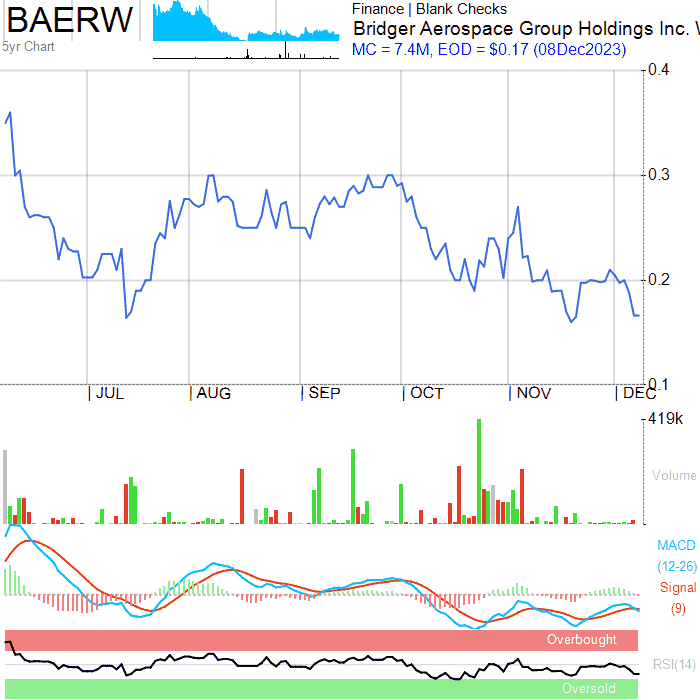 BAERW
5yr Chart
Finance | Blank Checks
Bridger Aerospace Group Holdings Inc. W
MC = 7.4M, EOD = $0.17 (08Dec2023)
0.4
0.3
0.2
0.1
JUL AUG SEP OCT NOV DEC
419k
Volume
MACD
(12-26)
Signal
(9)
Overbought
RSI(14)
Oversold